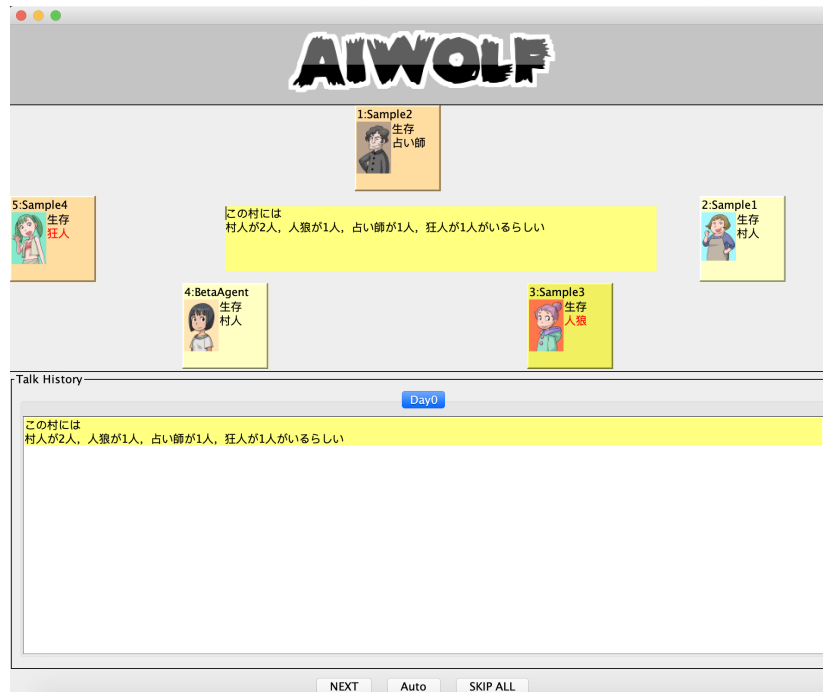 AIWOLF
1:Sample2
生存
占い師
5:Sample4
生存
狂人
この村には
村人が2人，人狼が1人，占い師が1人，狂人が1人がいるらしい
2:Sample1
生存
村人
4:BetaAgent
生存
村人
3:Sample3
生存
人狼
Talk History
Day0
この村には
村人が2人，人狼が1人，占い師が1人，狂人が1人がいるらしい
NEXT
Auto
SKIP ALL